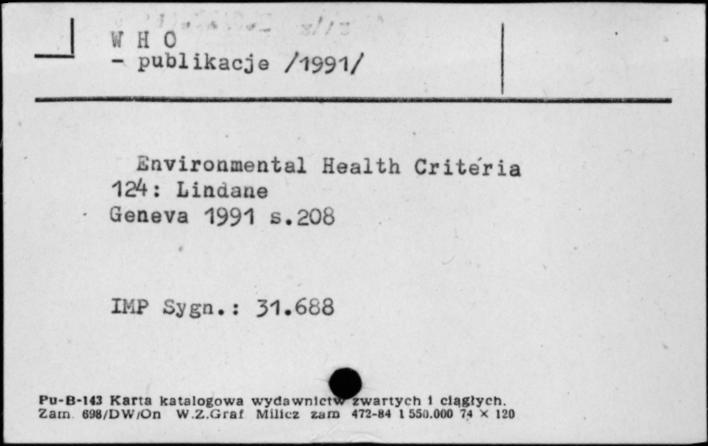 W H O
- publikacje /1991/
Environmental Health Criteria
124: Lindane
Geneva 1991 s.208
IMP Sygn.: 31.688
Pu-B-143 Karta katalogowa wydawnictw zwartych i ciągłych.
Zam. 698/DW/On W.Z.Graf. Milicz zam 472-84 1 550.000 74 × 120